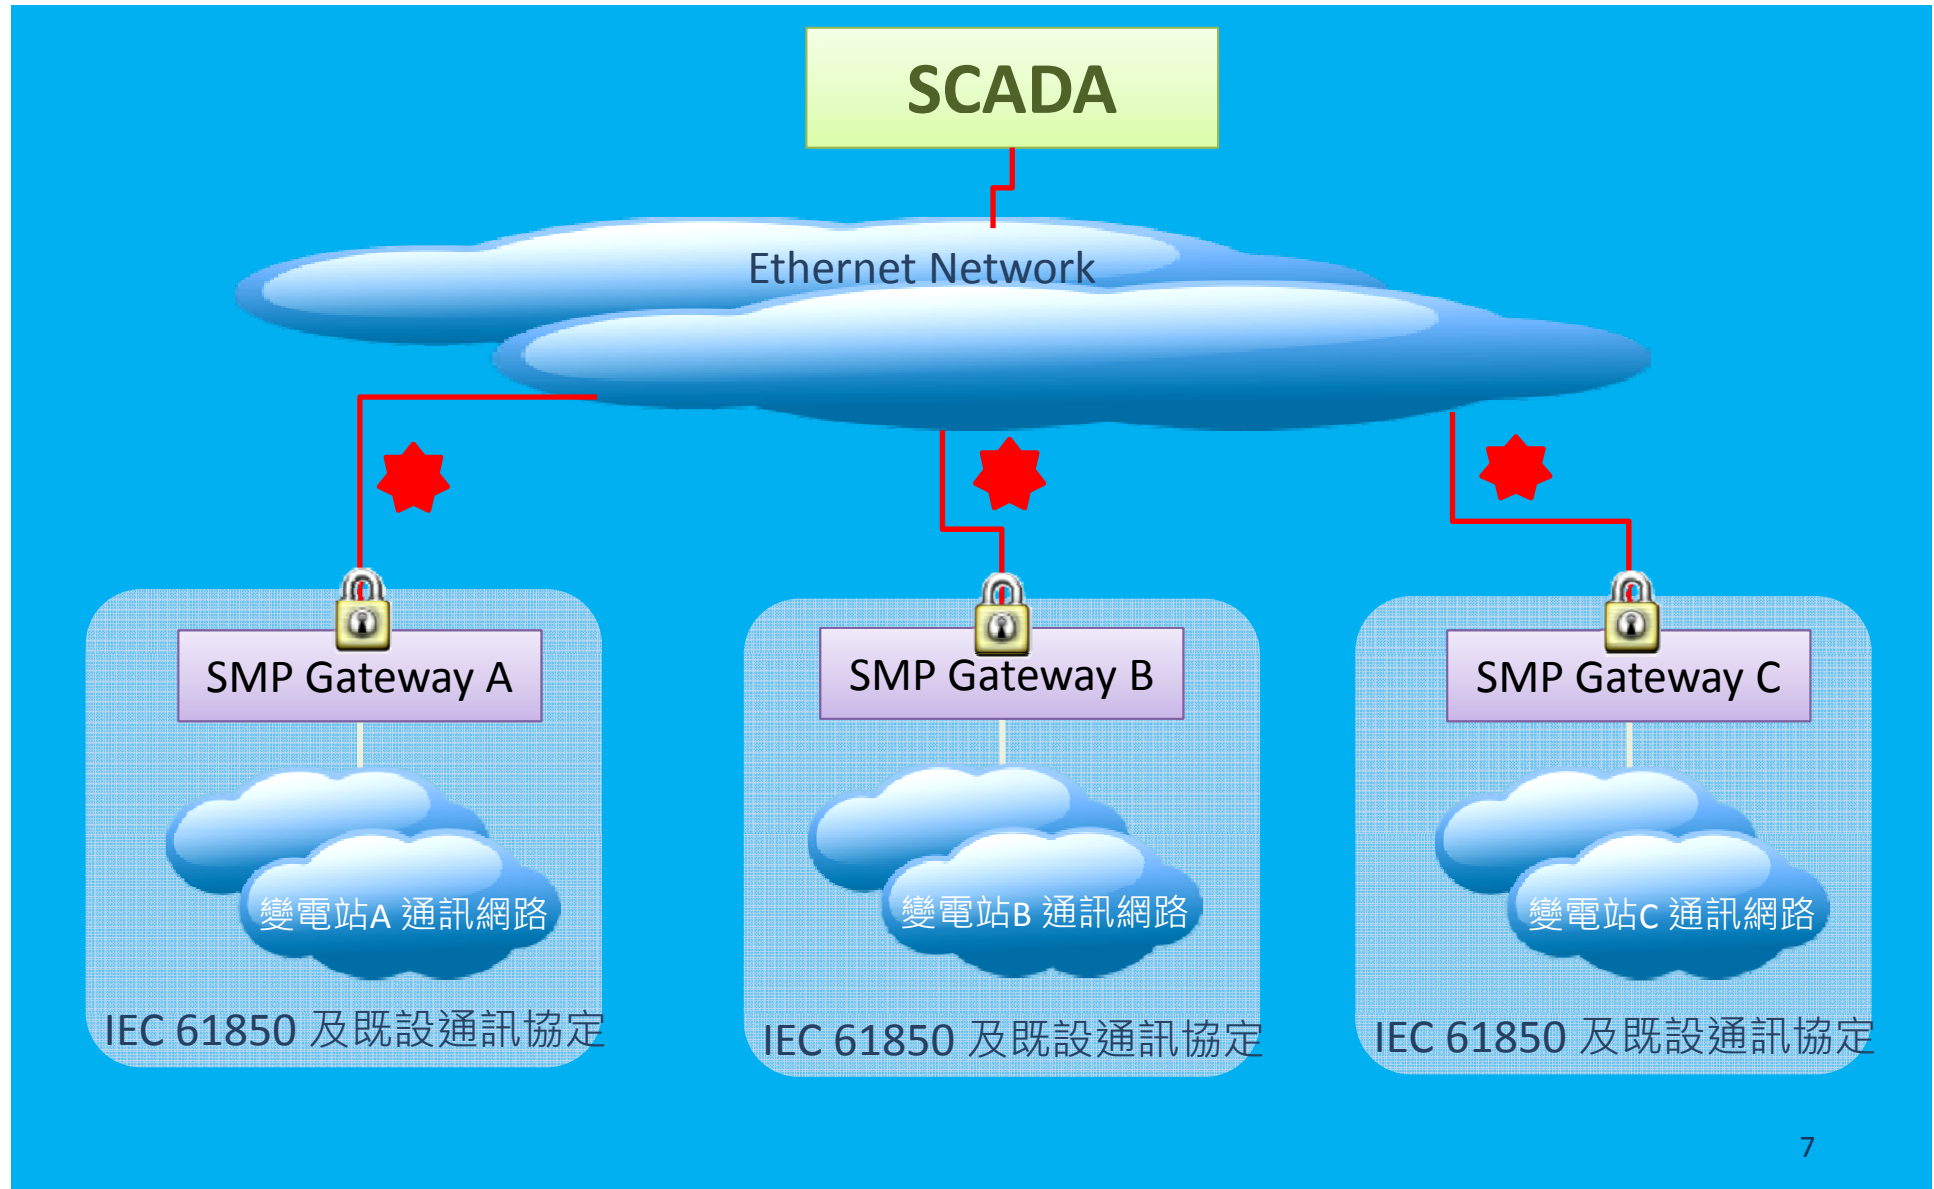 SCADA
Ethernet Network
SMP Gateway A
SMP Gateway B
SMP Gateway C
變電站A 通訊網路
變電站B 通訊網路
變電站C 通訊網路
IEC 61850 及既設通訊協定
IEC 61850 及既設通訊協定
IEC 61850 及既設通訊協定
7